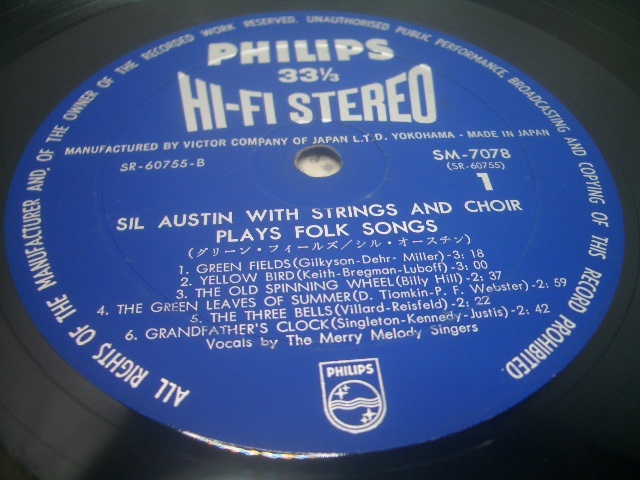 ALL RIGHTS OF THE MANUFACTURER AND OF THE OWNER OF THE RECORDED WORK RESERVED. UNAUTHORISED PUBLIC PERFORMANCE, BROADCASTING AND COPYING OF THIS RECORD PROHIBITED.
PHILIPS
33⅓
HI-FI STEREO
MANUFACTURED BY VICTOR COMPANY OF JAPAN L.T.D. YOKOHAMA - MADE IN JAPAN
SR-60755-B
SM-7078
(SR-60755)
1
SIL AUSTIN WITH STRINGS AND CHOIR
PLAYS FOLK SONGS
(グリーン・フィールズ/シル・オースチン)
1. GREEN FIELDS (Gilkyson-Dehr-Miller)-3: 18
2. YELLOW BIRD (Keith-Bregman-Luboff)-3: 00
3. THE OLD SPINNING WHEEL (Billy Hill)-2: 37
4. THE GREEN LEAVES OF SUMMER (D. Tiomkin-P. F. Webster)-2: 59
5. THE THREE BELLS (Villard-Reisfeld)-2: 22
6. GRANDFATHER'S CLOCK (Singleton-Kennedy-Justis)-2: 42
Vocals by The Merry Melody Singers
PHILIPS